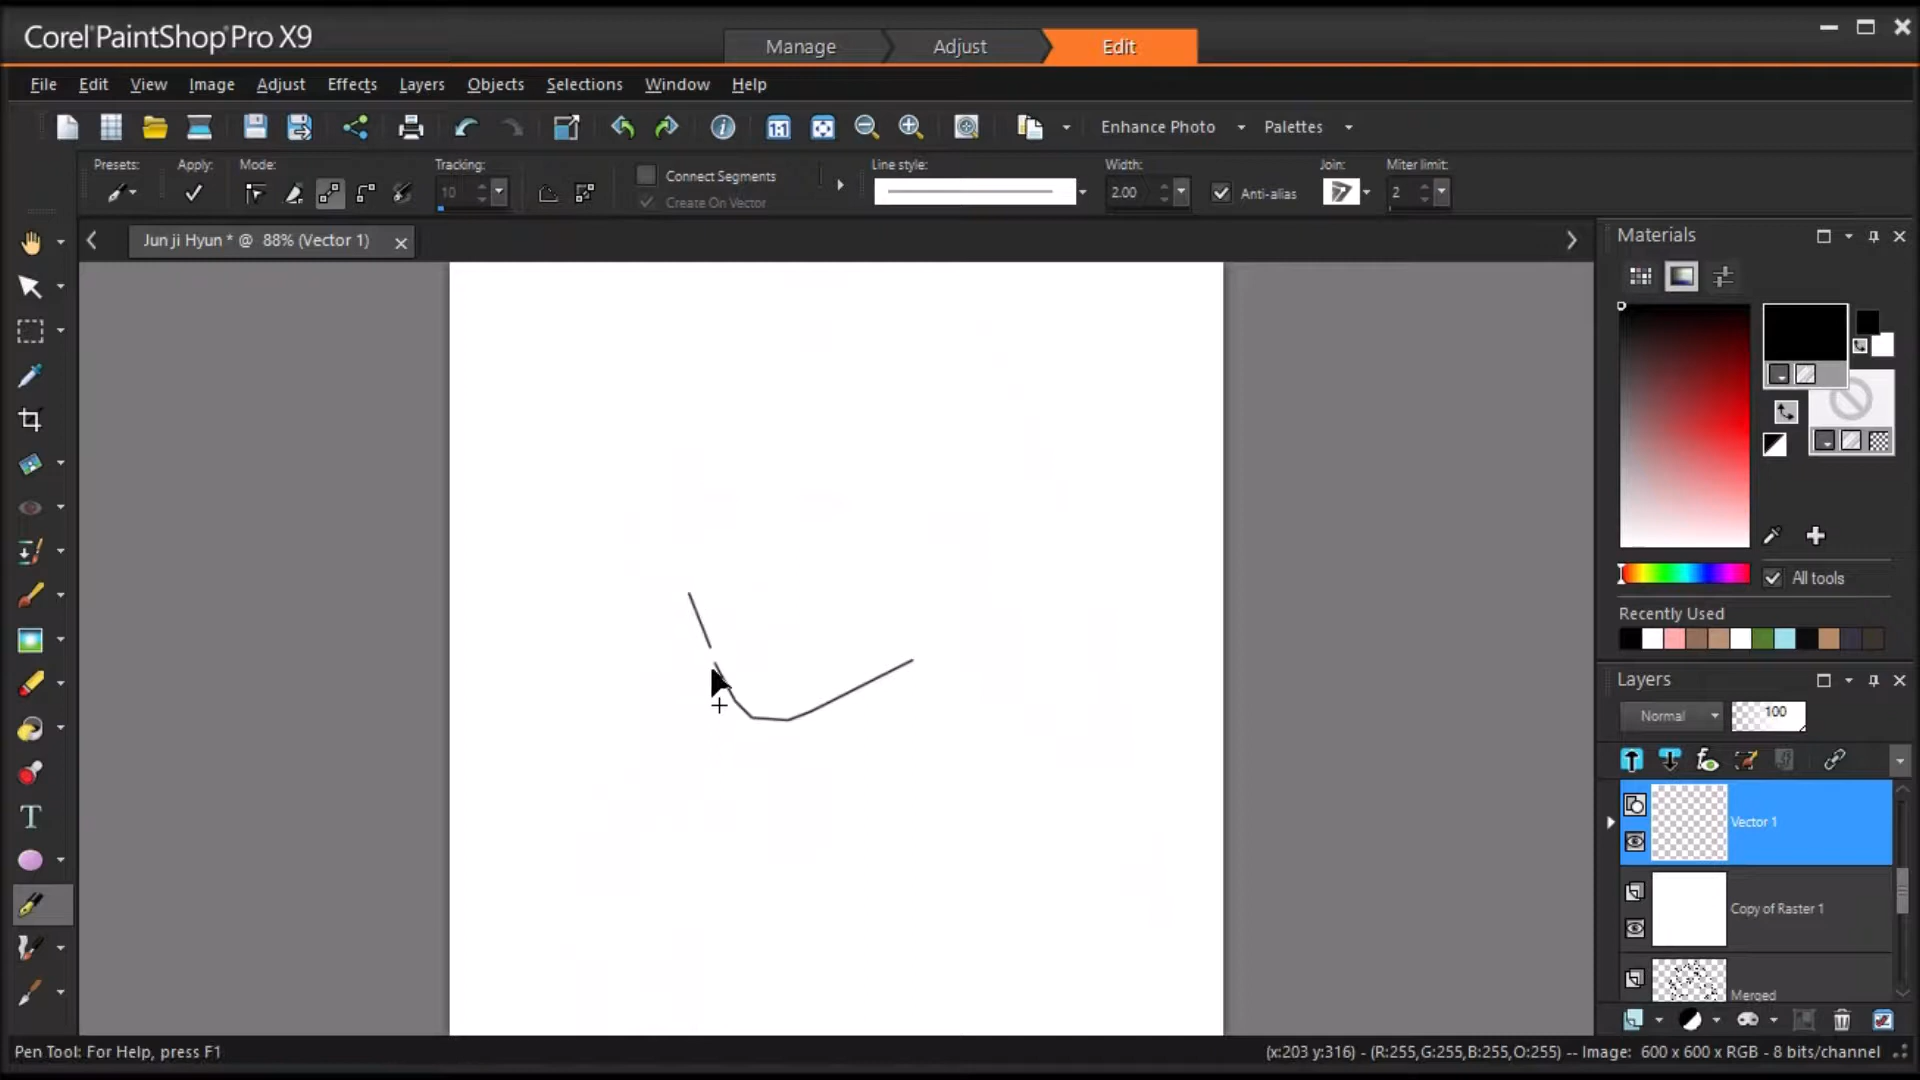 Corel PaintShop Pro X9
Manage Adjust Edit
File Edit View Image Adjust Effects Layers Objects Selections Window Help
1:1 Enhance Photo Palettes
Presets: Apply: Mode: Tracking: Connect Segments Line style: Width: Join: Miter limit:
10 Create On Vector 2.00 Anti-alias 2
Jun ji Hyun * @ 88% (Vector 1)
Materials
All tools
Recently Used
Layers
Normal 100
Vector 1
Copy of Raster 1
Merged
Pen Tool: For Help, press F1
(x:203 y:316) - (R:255,G:255,B:255,O:255) -- Image: 600 x 600 x RGB - 8 bits/channel